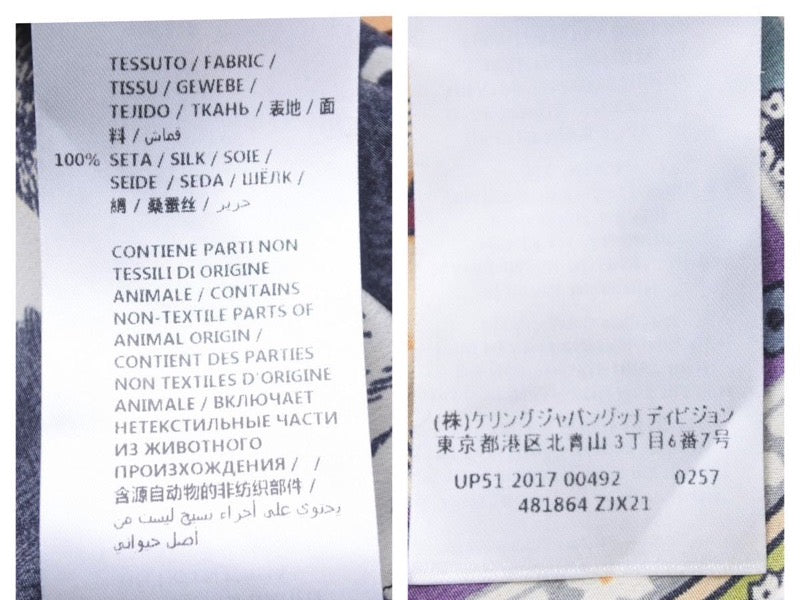 TESSUTO / FABRIC /
TISSU / GEWEBE /
TEJIDO / ТКАНЬ / 表地 / 面
料 / قماش
100% SETA / SILK / SOIE /
SEIDE / SEDA / ШЁЛК /
絹 / 桑蚕丝 / حرير
CONTIENE PARTI NON
TESSILI DI ORIGINE
ANIMALE / CONTAINS
NON-TEXTILE PARTS OF
ANIMAL ORIGIN /
CONTIENT DES PARTIES
NON TEXTILES D'ORIGINE
ANIMALE / ВКЛЮЧАЕТ
НЕТЕКСТИЛЬНЫЕ ЧАСТИ
ИЗ ЖИВОТНОГО
ПРОИЗХОЖДЕНИЯ / /
含源自动物的非纺织部件 /
يحتوي على أجزاء نسيج ليست من
أصل حيواني
(株)ケリングジャパングッチ ディビジョン
東京都港区北青山 3丁目6番7号
UP51 2017 00492 0257
481864 ZJX21